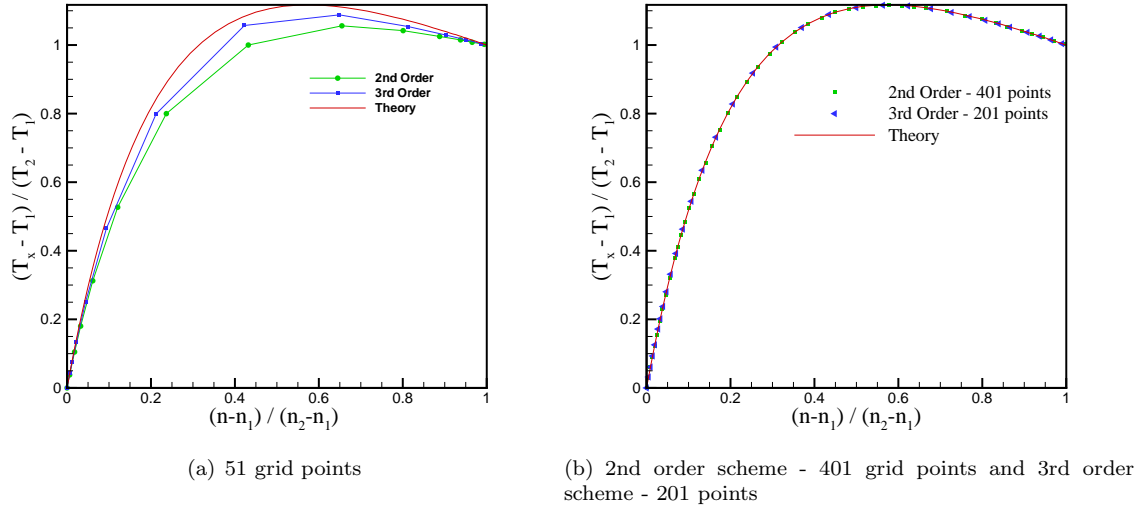 (T_x - T_1) / (T_2 - T_1)
1
0.8
0.6
0.4
0.2
0
2nd Order
3rd Order
Theory
0 0.2 0.4 0.6 0.8 1
(n-n_1) / (n_2-n_1)
(a) 51 grid points
(T_x - T_1) / (T_2 - T_1)
1
0.8
0.6
0.4
0.2
0
2nd Order - 401 points
3rd Order - 201 points
Theory
0 0.2 0.4 0.6 0.8 1
(n-n_1) / (n_2-n_1)
(b) 2nd order scheme - 401 grid points and 3rd order
scheme - 201 points